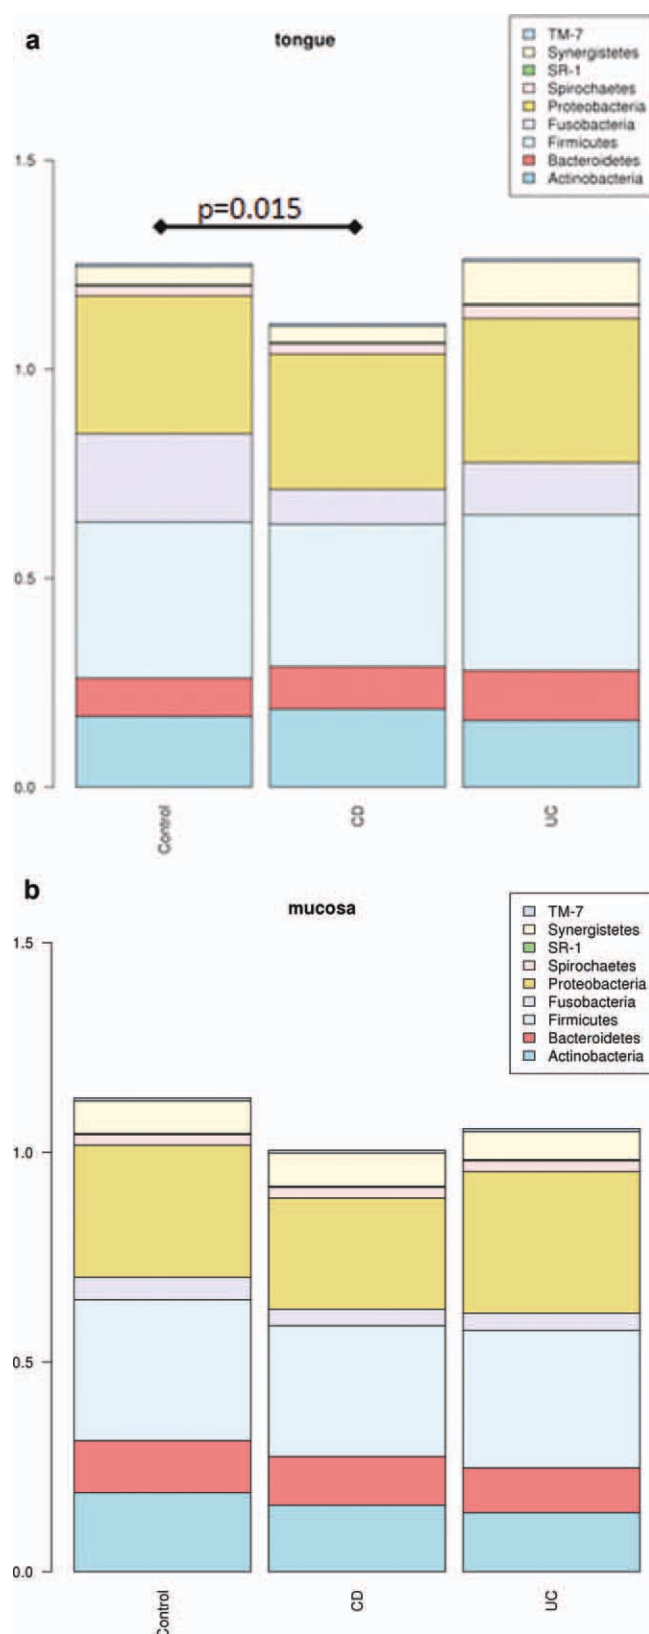 a
tongue
TM-7
Synergistetes
SR-1
Spirochaetes
Proteobacteria
Fusobacteria
Firmicutes
Bacteroidetes
Actinobacteria
1.5
p=0.015
1.0
0.5
0.0
Control
CD
UC
b
mucosa
TM-7
Synergistetes
SR-1
Spirochaetes
Proteobacteria
Fusobacteria
Firmicutes
Bacteroidetes
Actinobacteria
1.5
1.0
0.5
0.0
Control
CD
UC